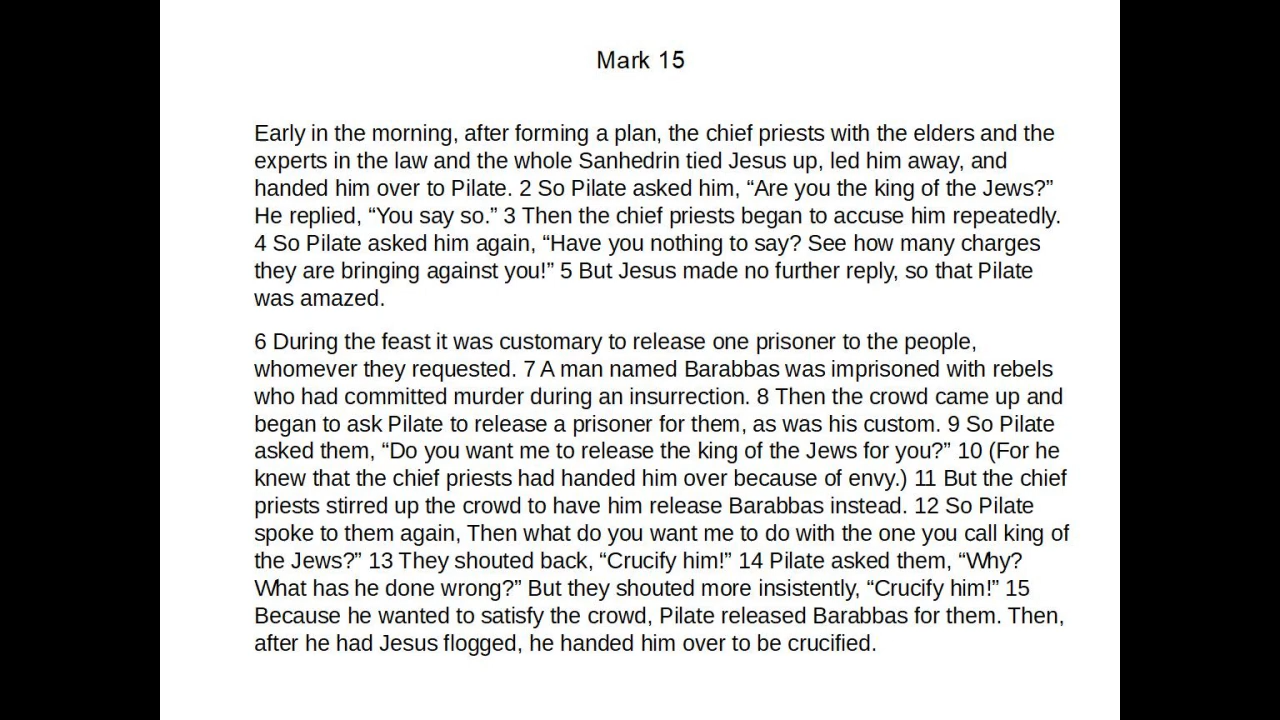 Mark 15
Early in the morning, after forming a plan, the chief priests with the elders and the
experts in the law and the whole Sanhedrin tied Jesus up, led him away, and
handed him over to Pilate. 2 So Pilate asked him, “Are you the king of the Jews?”
He replied, “You say so.” 3 Then the chief priests began to accuse him repeatedly.
4 So Pilate asked him again, “Have you nothing to say? See how many charges
they are bringing against you!” 5 But Jesus made no further reply, so that Pilate
was amazed.
6 During the feast it was customary to release one prisoner to the people,
whomever they requested. 7 A man named Barabbas was imprisoned with rebels
who had committed murder during an insurrection. 8 Then the crowd came up and
began to ask Pilate to release a prisoner for them, as was his custom. 9 So Pilate
asked them, “Do you want me to release the king of the Jews for you?” 10 (For he
knew that the chief priests had handed him over because of envy.) 11 But the chief
priests stirred up the crowd to have him release Barabbas instead. 12 So Pilate
spoke to them again, Then what do you want me to do with the one you call king of
the Jews?” 13 They shouted back, “Crucify him!” 14 Pilate asked them, “Why?
What has he done wrong?” But they shouted more insistently, “Crucify him!” 15
Because he wanted to satisfy the crowd, Pilate released Barabbas for them. Then,
after he had Jesus flogged, he handed him over to be crucified.